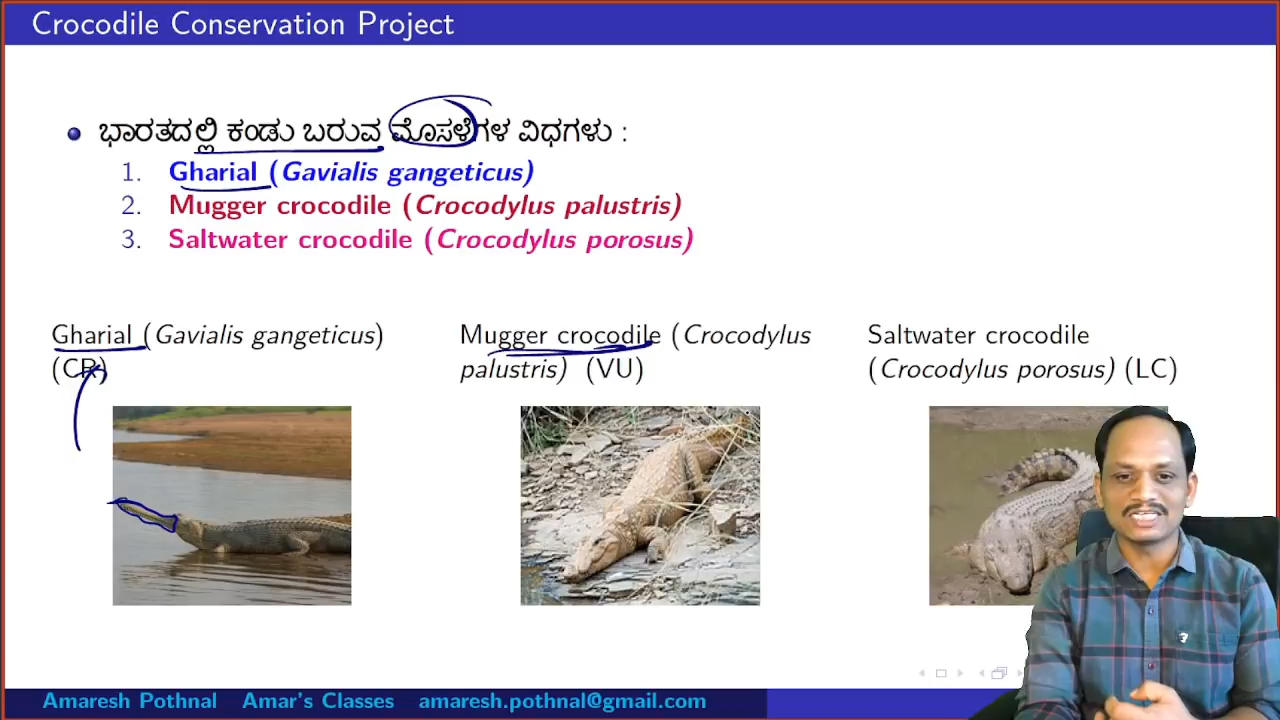 Crocodile Conservation Project
ಭಾರತದಲ್ಲಿ ಕಂಡು ಬರುವ ಮೊಸಳೆಗಳ ವಿಧಗಳು :
1. Gharial (Gavialis gangeticus)
2. Mugger crocodile (Crocodylus palustris)
3. Saltwater crocodile (Crocodylus porosus)
Gharial (Gavialis gangeticus)
(CR)
Mugger crocodile (Crocodylus
palustris) (VU)
Saltwater crocodile
(Crocodylus porosus) (LC)
Amaresh Pothnal Amar's Classes amaresh.pothnal@gmail.com